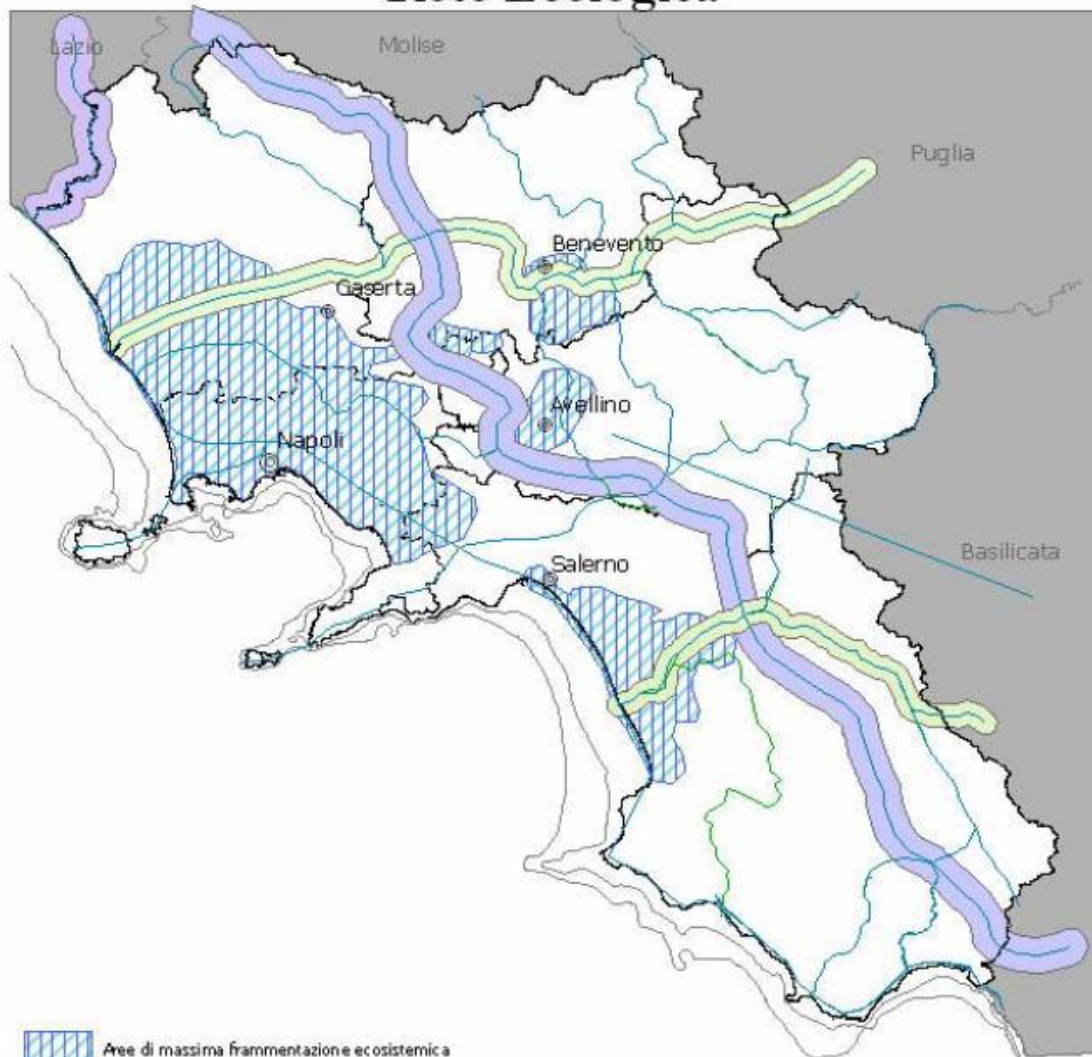 Rete Ecologica
Lazio
Molise
Puglia
Benevento
Caserta
Avellino
Napoli
Basilicata
Salerno
Aree di massima frammentazione ecosistemica